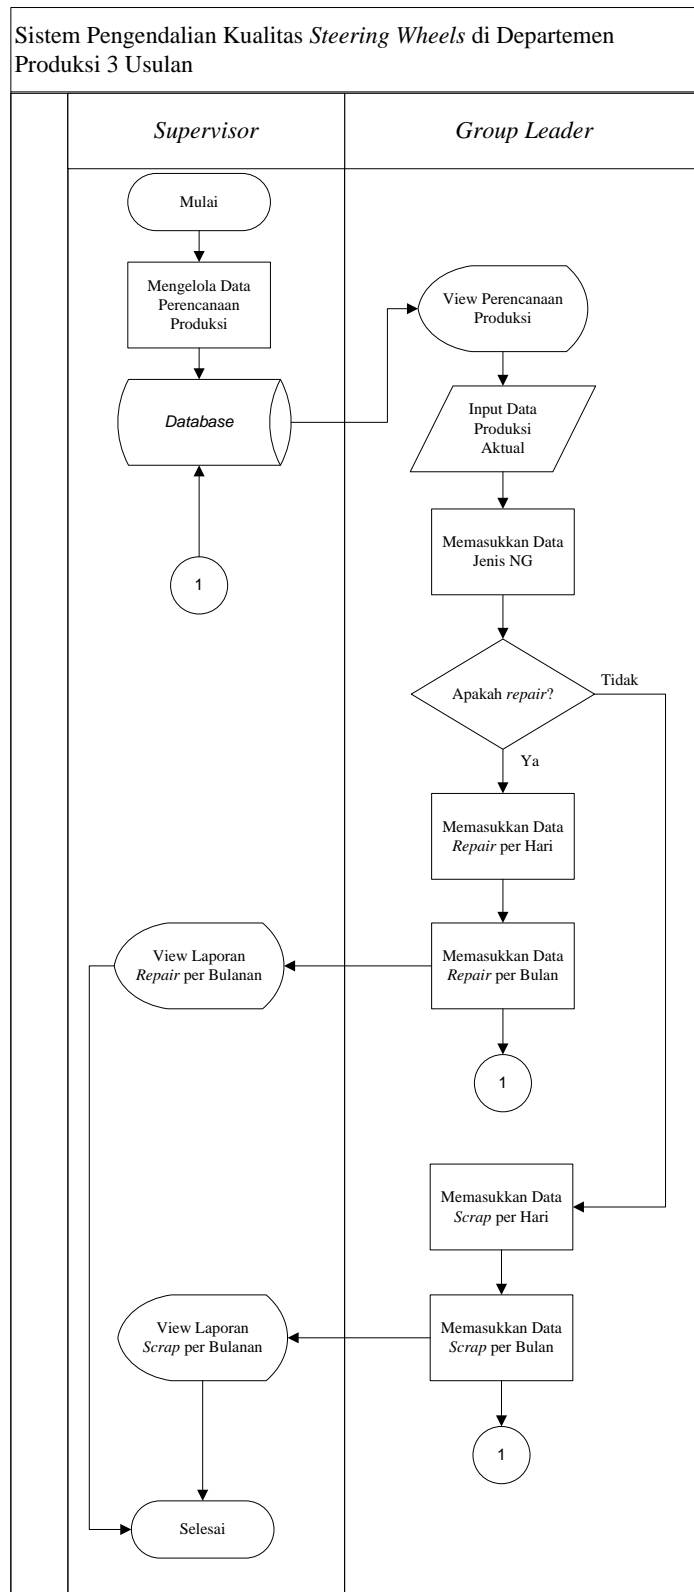 Sistem Pengendalian Kualitas Steering Wheels di Departemen
Produksi 3 Usulan
Supervisor
Group Leader
Mulai
Mengelola Data
Perencanaan
Produksi
View Perencanaan
Produksi
Database
Input Data
Produksi
Aktual
Memasukkan Data
Jenis NG
1
Apakah repair?
Tidak
Ya
Memasukkan Data
Repair per Hari
View Laporan
Repair per Bulanan
Memasukkan Data
Repair per Bulan
1
Memasukkan Data
Scrap per Hari
View Laporan
Scrap per Bulanan
Memasukkan Data
Scrap per Bulan
1
Selesai